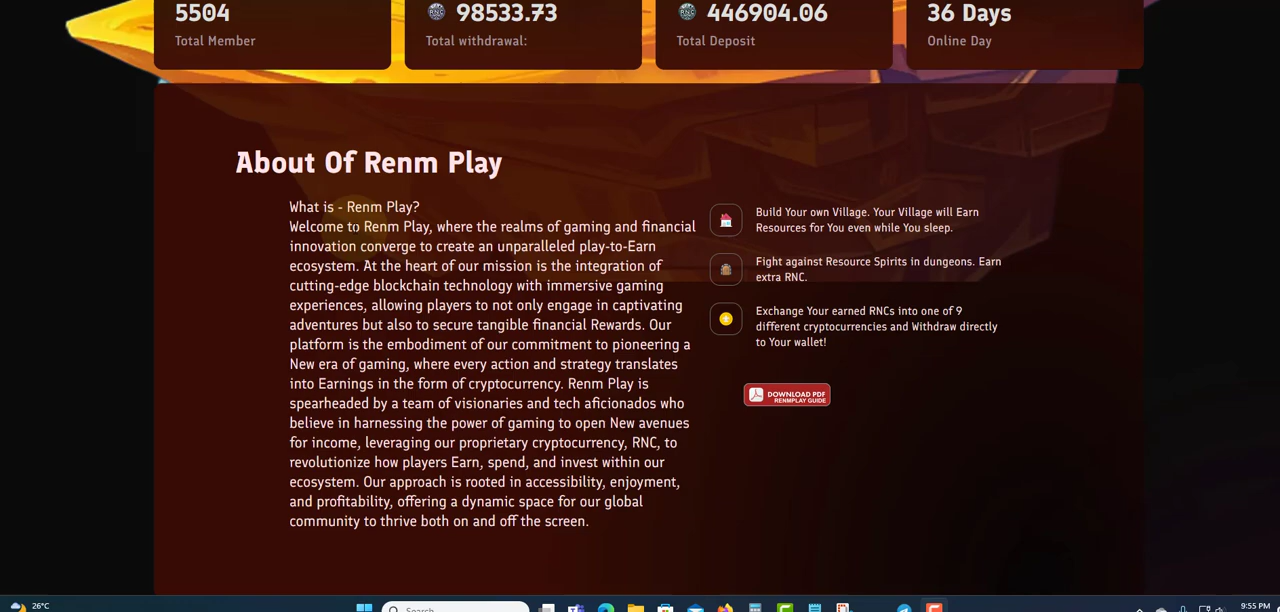 5504
Total Member
98533.73
Total withdrawal:
446904.06
Total Deposit
36 Days
Online Day
About Of Renm Play
What is - Renm Play?
Welcome to Renm Play, where the realms of gaming and financial
innovation converge to create an unparalleled play-to-Earn
ecosystem. At the heart of our mission is the integration of
cutting-edge blockchain technology with immersive gaming
experiences, allowing players to not only engage in captivating
adventures but also to secure tangible financial Rewards. Our
platform is the embodiment of our commitment to pioneering a
New era of gaming, where every action and strategy translates
into Earnings in the form of cryptocurrency. Renm Play is
spearheaded by a team of visionaries and tech aficionados who
believe in harnessing the power of gaming to open New avenues
for income, leveraging our proprietary cryptocurrency, RNC, to
revolutionize how players Earn, spend, and invest within our
ecosystem. Our approach is rooted in accessibility, enjoyment,
and profitability, offering a dynamic space for our global
community to thrive both on and off the screen.
Build Your own Village. Your Village will Earn
Resources for You even while You sleep.
Fight against Resource Spirits in dungeons. Earn
extra RNC.
Exchange Your earned RNCs into one of 9
different cryptocurrencies and Withdraw directly
to Your wallet!
DOWNLOAD PDF
RENMPLAY GUIDE
26°C
Search
9:55 PM